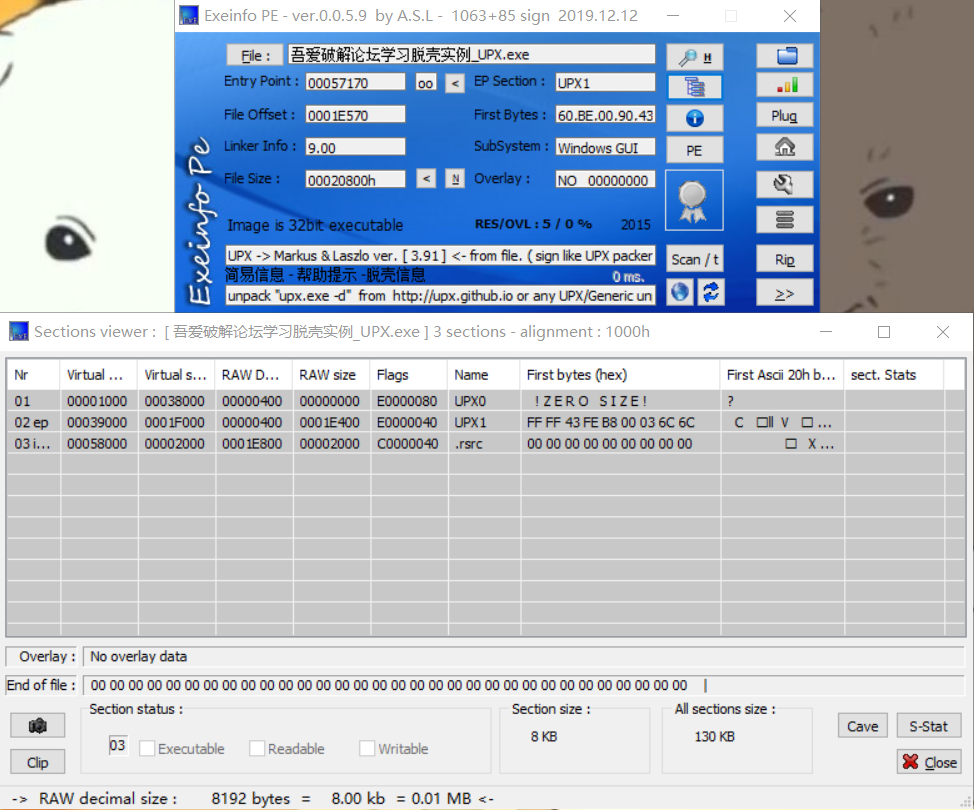 Exeinfo PE - ver.0.0.5.9 by A.S.L - 1063+85 sign 2019.12.12
File : 吾爱破解论坛学习脱壳实例_UPX.exe H
Entry Point : 00057170 oo < EP Section : UPX1
File Offset : 0001E570 First Bytes : 60.BE.00.90.43 Plug
Linker Info : 9.00 SubSystem : Windows GUI PE
File Size : 00020800h < N Overlay : NO 00000000
Image is 32bit executable RES/OVL : 5 / 0 % 2015
Exeinfo Pe
UPX -> Markus & Laszlo ver. [ 3.91 ] <- from file. ( sign like UPX packer Scan / t Rip
简易信息 - 帮助提示 -脱壳信息 0 ms.
unpack "upx.exe -d" from http://upx.github.io or any UPX/Generic un >>
Sections viewer : [ 吾爱破解论坛学习脱壳实例_UPX.exe ] 3 sections - alignment : 1000h
Nr Virtual ... Virtual s... RAW D... RAW size Flags Name First bytes (hex) First Ascii 20h b... sect. Stats
01 00001000 00038000 00000400 00000000 E0000080 UPX0 ! Z E R O S I Z E ! ?
02 ep 00039000 0001F000 00000400 0001E400 E0000040 UPX1 FF FF 43 FE B8 00 03 6C 6C C □ll V □ ...
03 i... 00058000 00002000 0001E800 00002000 C0000040 .rsrc 00 00 00 00 00 00 00 00 00 □ X ...
Overlay : No overlay data
End of file : 00 00 00 00 00 00 00 00 00 00 00 00 00 00 00 00 00 00 00 00 00 00 00 00 00 00 00 00 00 00 00 00 |
Section status : Section size : All sections size :
03 Executable Readable Writable 8 KB 130 KB Cave S-Stat
Clip Close
-> RAW decimal size : 8192 bytes = 8.00 kb = 0.01 MB <-